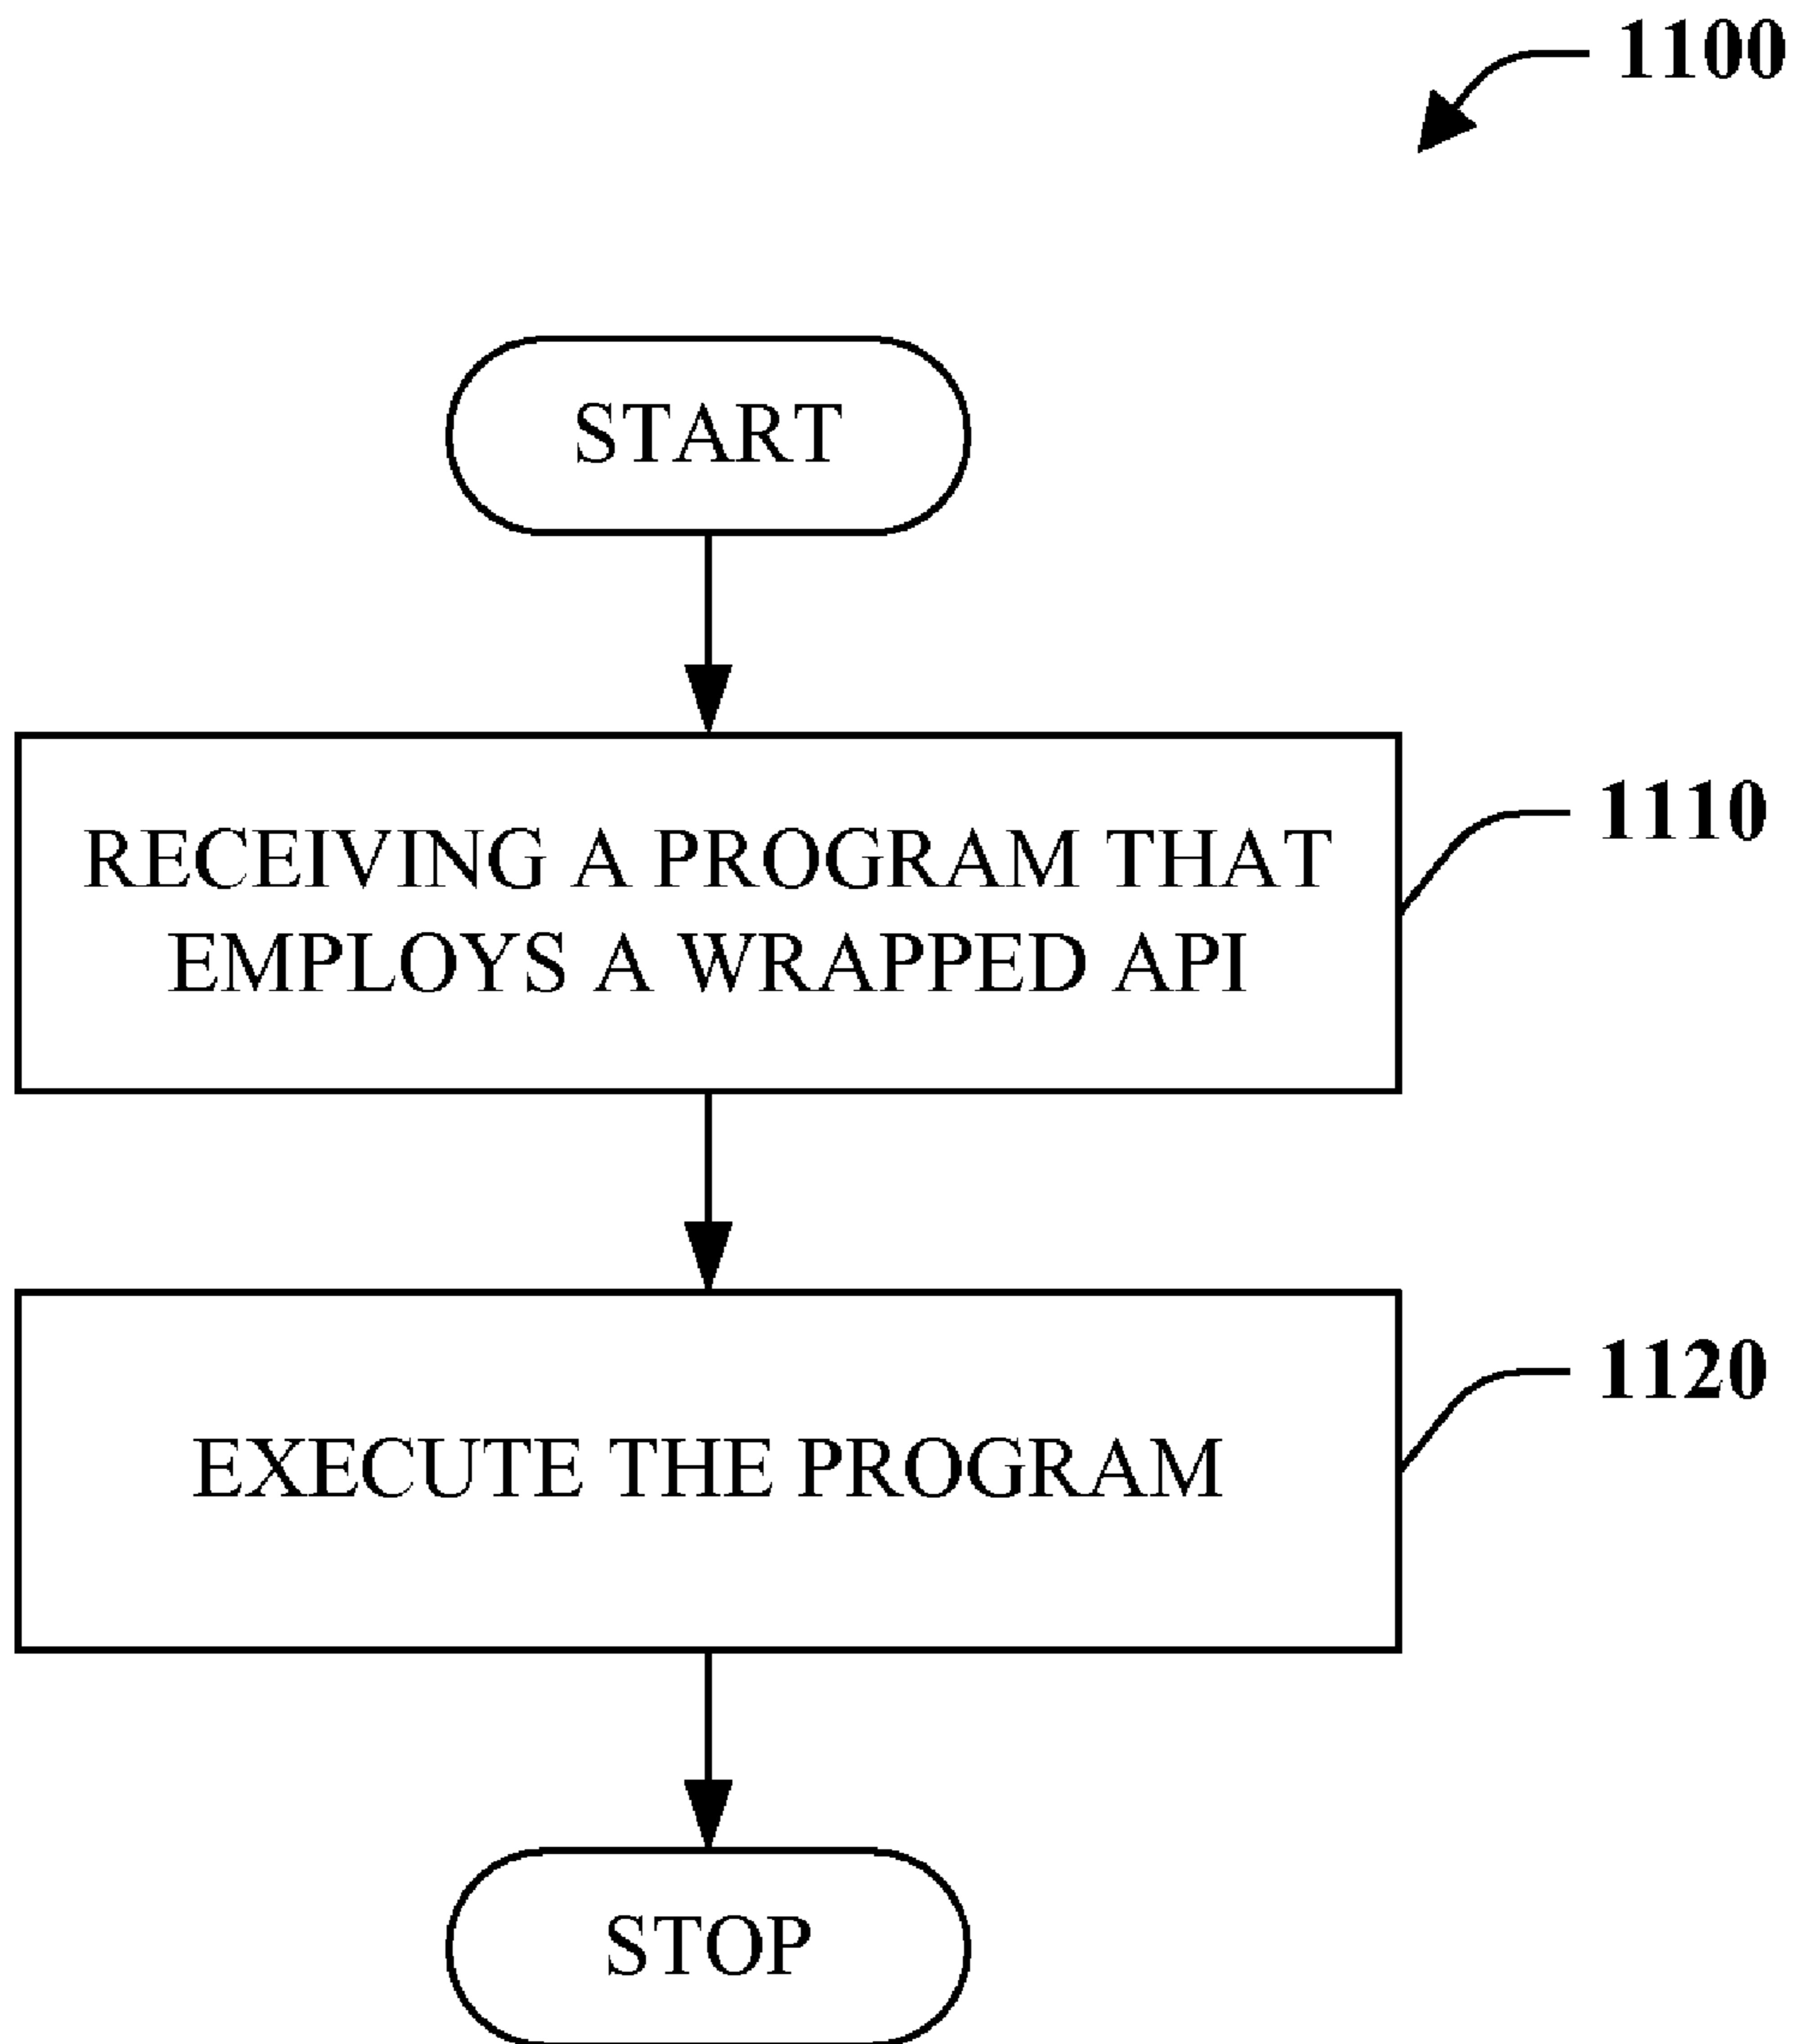 1100
START
RECEIVING A PROGRAM THAT
EMPLOYS A WRAPPED API
1110
EXECUTE THE PROGRAM
1120
STOP